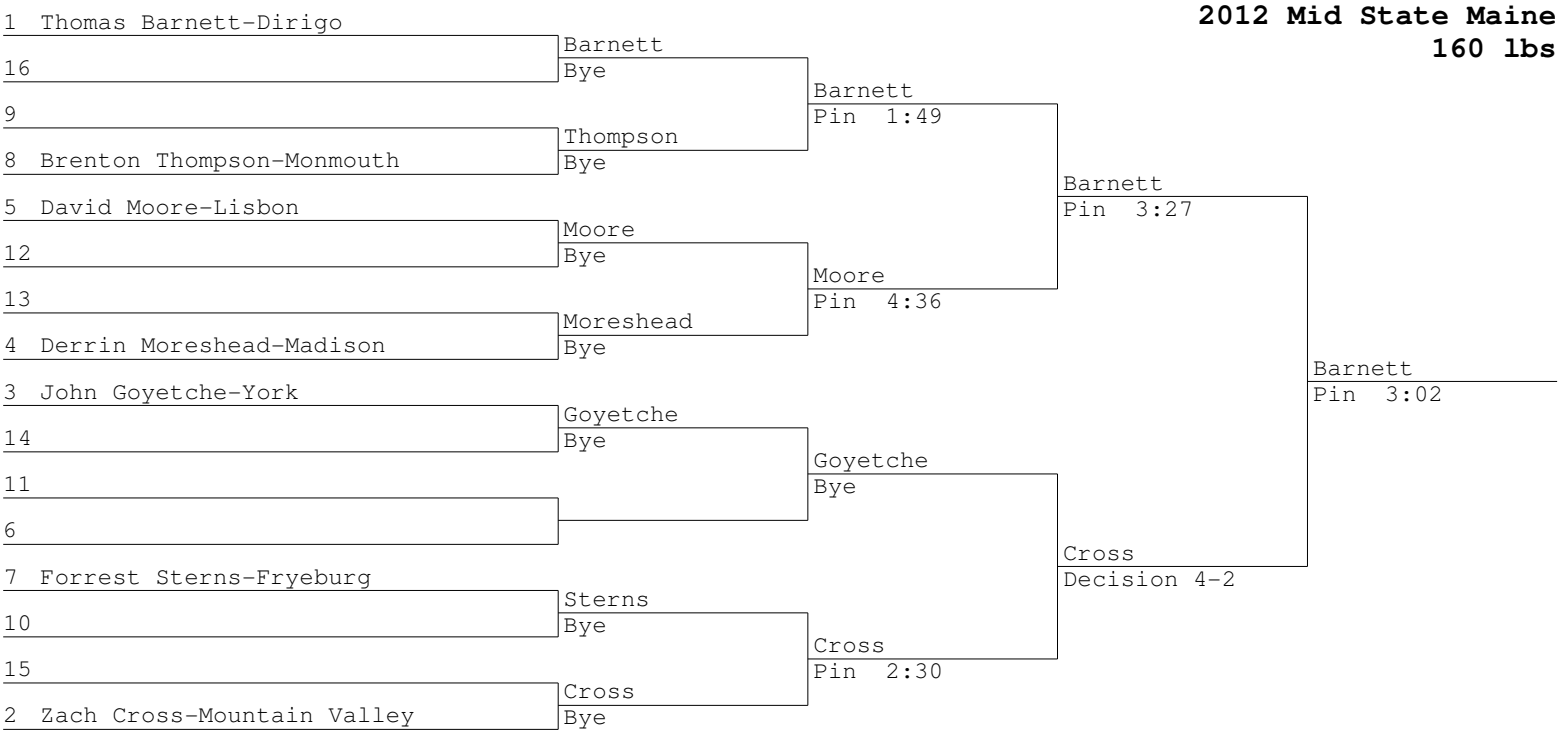 2012 Mid State Maine
160 lbs
1 Thomas Barnett-Dirigo
Barnett
16
Bye
Barnett
9
Pin 1:49
Thompson
8 Brenton Thompson-Monmouth
Bye
Barnett
5 David Moore-Lisbon
Pin 3:27
Moore
12
Bye
Moore
13
Pin 4:36
Moreshead
4 Derrin Moreshead-Madison
Bye
Barnett
3 John Goyetche-York
Pin 3:02
Goyetche
14
Bye
Goyetche
11
Bye
6
Cross
7 Forrest Sterns-Fryeburg
Decision 4-2
Sterns
10
Bye
Cross
15
Pin 2:30
Cross
2 Zach Cross-Mountain Valley
Bye